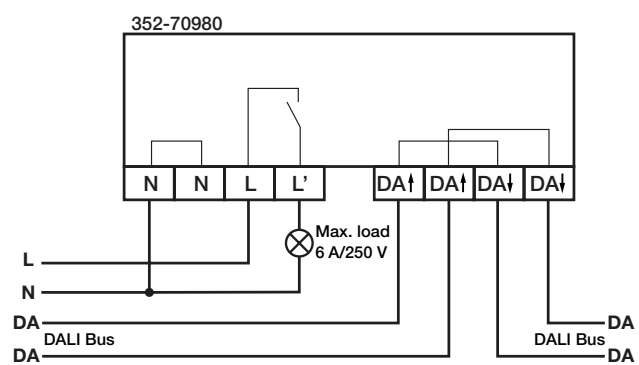 352-70980
N N L L' DA↑ DA↑ DA↓ DA↓
Max. load
6 A/250 V
L
N
DA DA
DALI Bus DALI Bus
DA DA